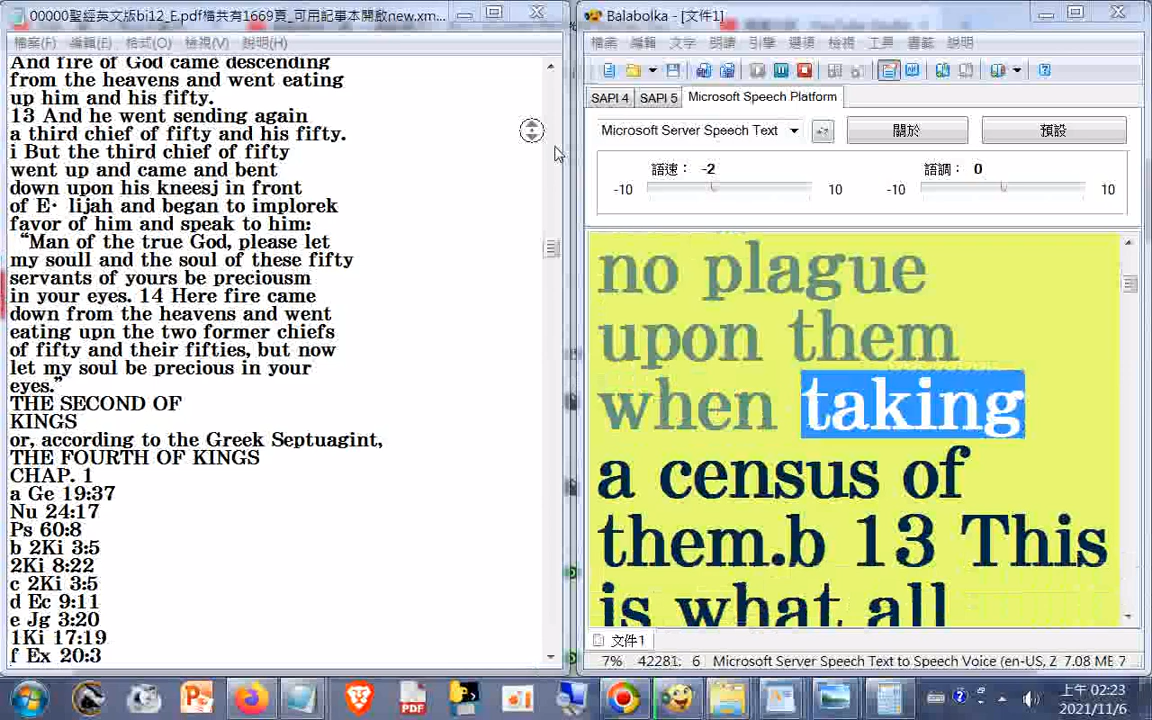 00000聖經英文版bi12_E.pdf檔共有1669頁_可用記事本開啟new.xm...
檔案(F) 編輯(E) 格式(O) 檢視(V) 說明(H)
And fire of God came descending
from the heavens and went eating
up him and his fifty.
13 And he went sending again
a third chief of fifty and his fifty.
i But the third chief of fifty
went up and came and bent
down upon his kneesj in front
of E· lijah and began to implorek
favor of him and speak to him:
“Man of the true God, please let
my soull and the soul of these fifty
servants of yours be preciousm
in your eyes. 14 Here fire came
down from the heavens and went
eating upn the two former chiefs
of fifty and their fifties, but now
let my soul be precious in your
eyes.”
THE SECOND OF
KINGS
or, according to the Greek Septuagint,
THE FOURTH OF KINGS
CHAP. 1
a Ge 19:37
Nu 24:17
Ps 60:8
b 2Ki 3:5
2Ki 8:22
c 2Ki 3:5
d Ec 9:11
e Jg 3:20
1Ki 17:19
f Ex 20:3
Balabolka - [文件1]
檔案 編輯 文字 朗讀 引擎 選項 檢視 工具 書籤 說明
SAPI 4 SAPI 5 Microsoft Speech Platform
Microsoft Server Speech Text 關於 預設
語速： -2 語調： 0
-10 10 -10 10
no plague
upon them
when taking
a census of
them.b 13 This
is what all
文件1
7% 42281: 6 Microsoft Server Speech Text to Speech Voice (en-US, Z 7.08 ME 7
上午 02:23
2021/11/6